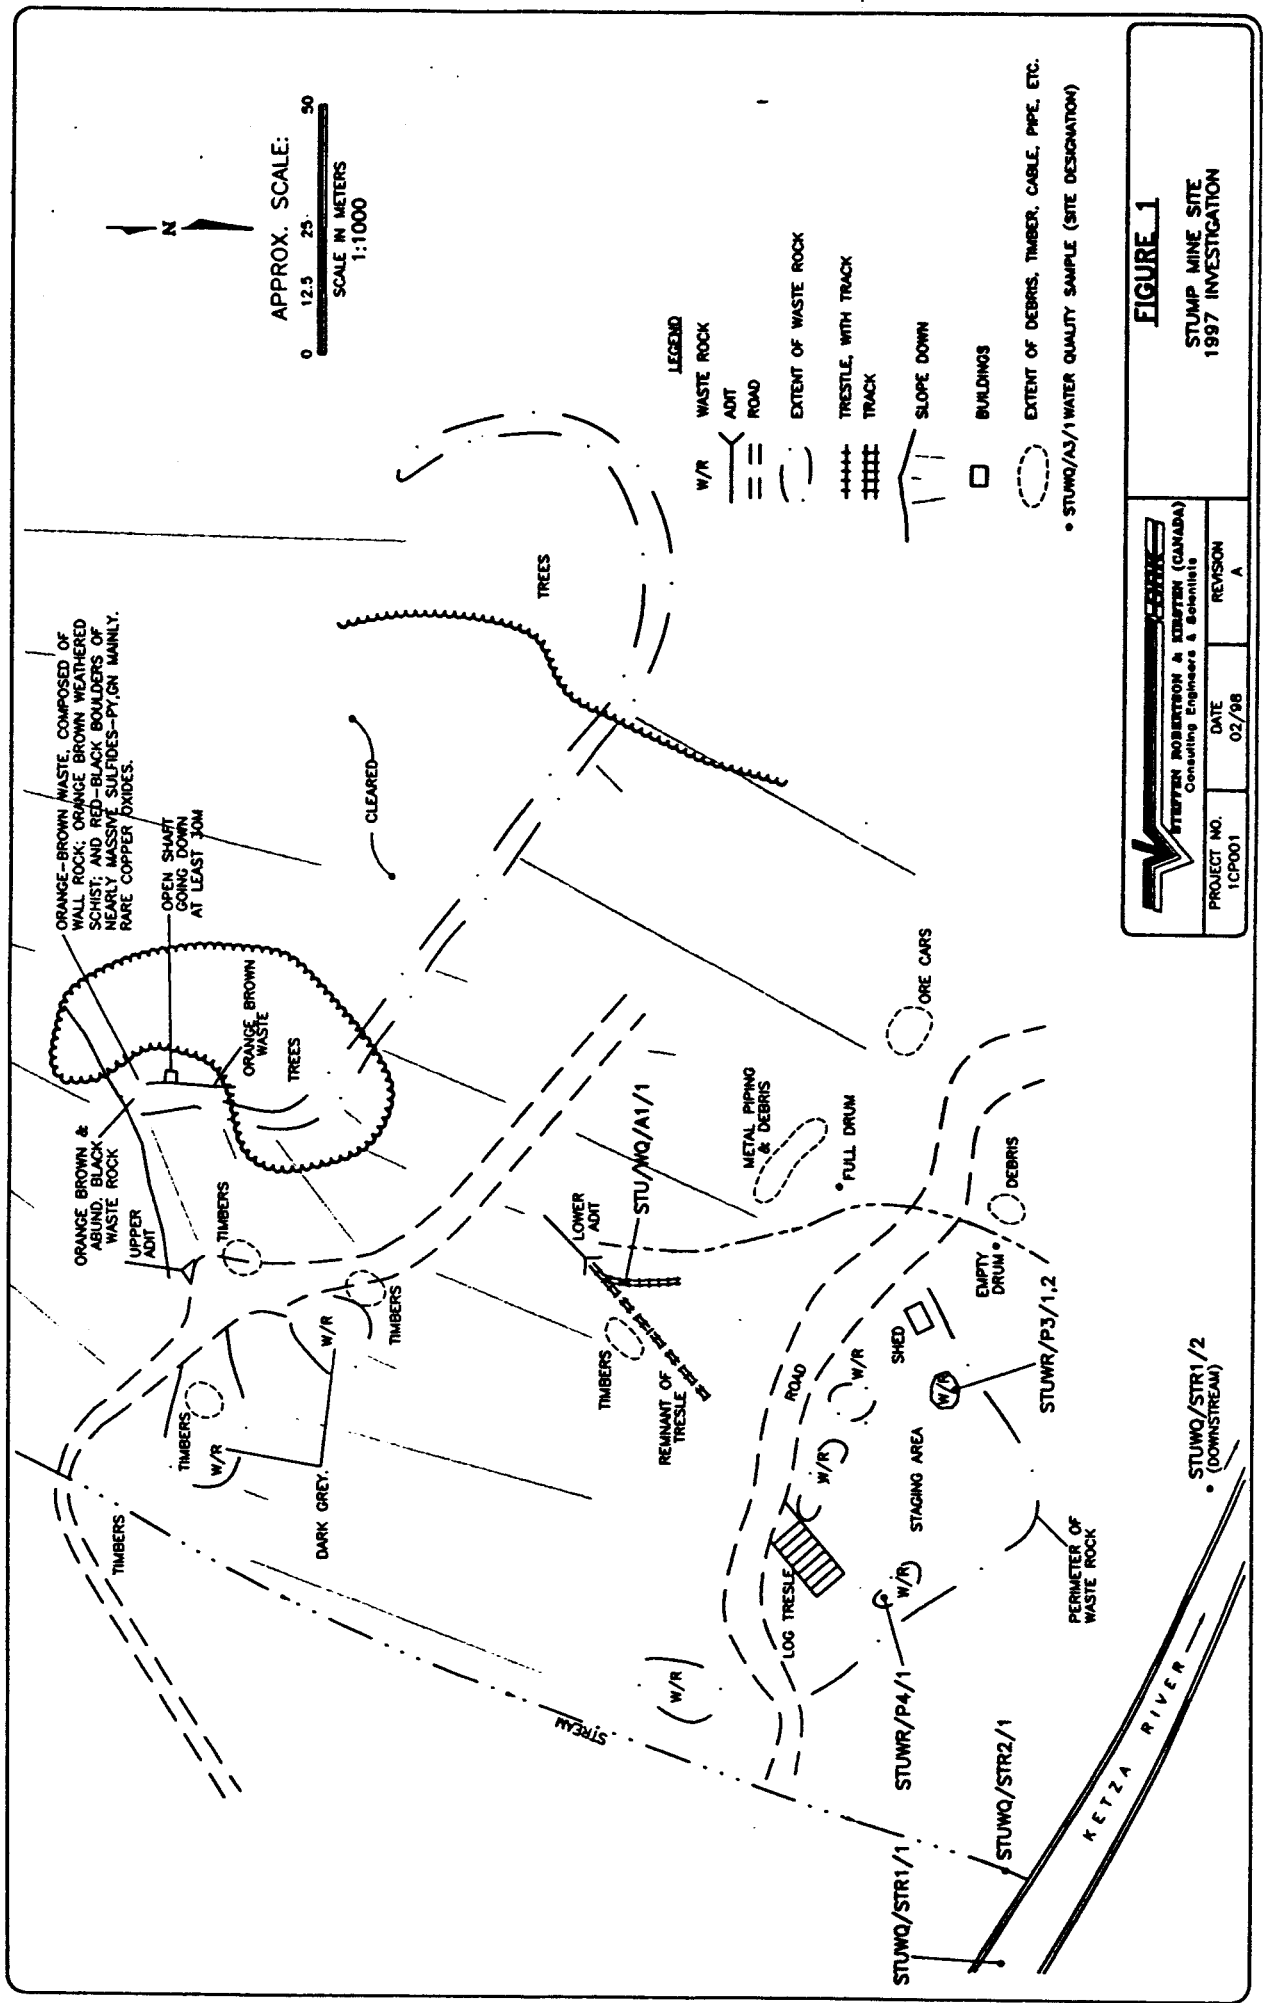 ORANGE-BROWN WASTE, COMPOSED OF
WALL ROCK; ORANGE BROWN WEATHERED
SCHIST; AND RED-BLACK BOULDERS OF
NEARLY MASSIVE SULFIDES-PY,GN MAINLY.
RARE COPPER OXIDES.
OPEN SHAFT
GOING DOWN
AT LEAST 30M
ORANGE BROWN &
ABUND. BLACK
WASTE ROCK
UPPER
ADIT
ORANGE BROWN
WASTE
TREES
CLEARED
TREES
N
APPROX. SCALE:
0 12.5 25 50
SCALE IN METERS
1:1000
TIMBERS
TIMBERS
TIMBERS
W/R
TIMBERS
W/R
DARK GREY.
STREAM
LOWER
ADIT
STU/WQ/A1/1
TIMBERS
REMNANT OF
TRESLE
METAL PIPING
& DEBRIS
FULL DRUM
ORE CARS
W/R
LOG TRESLE
ROAD
W/R
W/R
W/R
STAGING AREA
SHED
W/R
EMPTY
DRUM
DEBRIS
STUWR/P3/1,2
STUWR/P4/1
PERIMETER OF
WASTE ROCK
STUWQ/STR1/1
STUWQ/STR2/1
KETZA RIVER
STUWQ/STR1/2
(DOWNSTREAM)
LEGEND
W/R WASTE ROCK
ADIT
ROAD
EXTENT OF WASTE ROCK
TRESTLE, WITH TRACK
TRACK
SLOPE DOWN
BUILDINGS
EXTENT OF DEBRIS, TIMBER, CABLE, PIPE, ETC.
• STUWQ/A3/1 WATER QUALITY SAMPLE (SITE DESIGNATION)
STEFFEN ROBERTSON & KIRSTEN (CANADA)
Consulting Engineers & Scientists
PROJECT NO.
1CP001
DATE
02/98
REVISION
A
FIGURE 1
STUMP MINE SITE
1997 INVESTIGATION